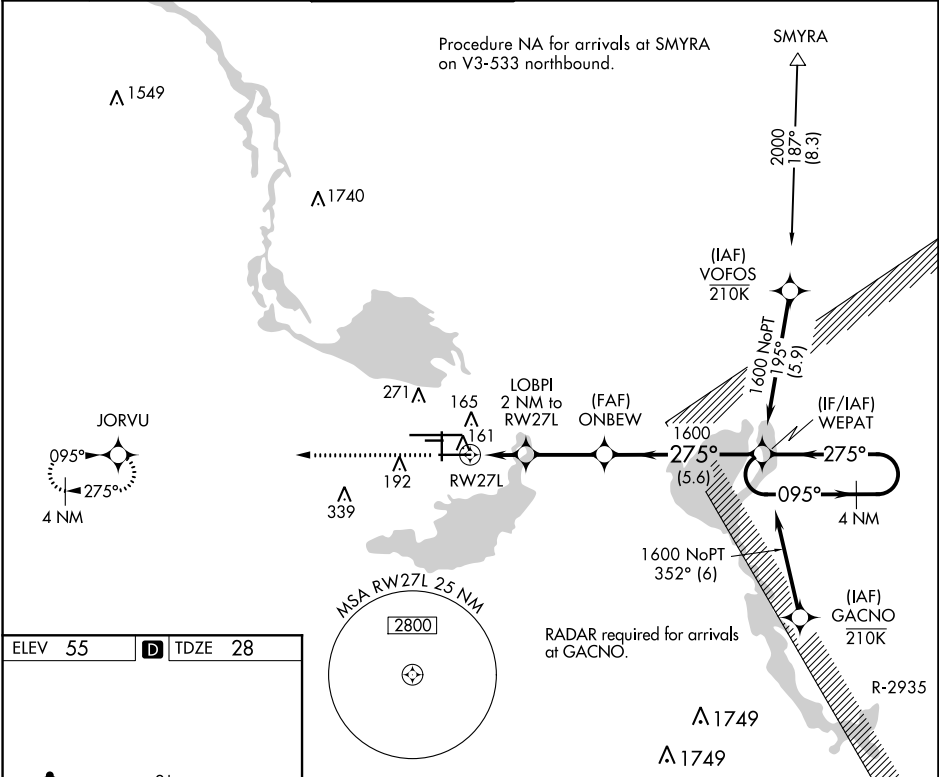 Procedure NA for arrivals at SMYRA
on V3-533 northbound.
SMYRA
1549
2000
187°
(8.3)
1740
(IAF)
VOFOS
210K
1600 NoPT
195°
(5.9)
271
165
161
LOBPI
2 NM to
RW27L
(FAF)
ONBEW
1600
275°
(5.6)
(IF/IAF)
WEPAT
275°
095°
4 NM
JORVU
095°
275°
4 NM
192
339
RW27L
1600 NoPT
352° (6)
(IAF)
GACNO
210K
MSA RW27L 25 NM
2800
RADAR required for arrivals
at GACNO.
R-2935
1749
1749
ELEV 55 D TDZE 28